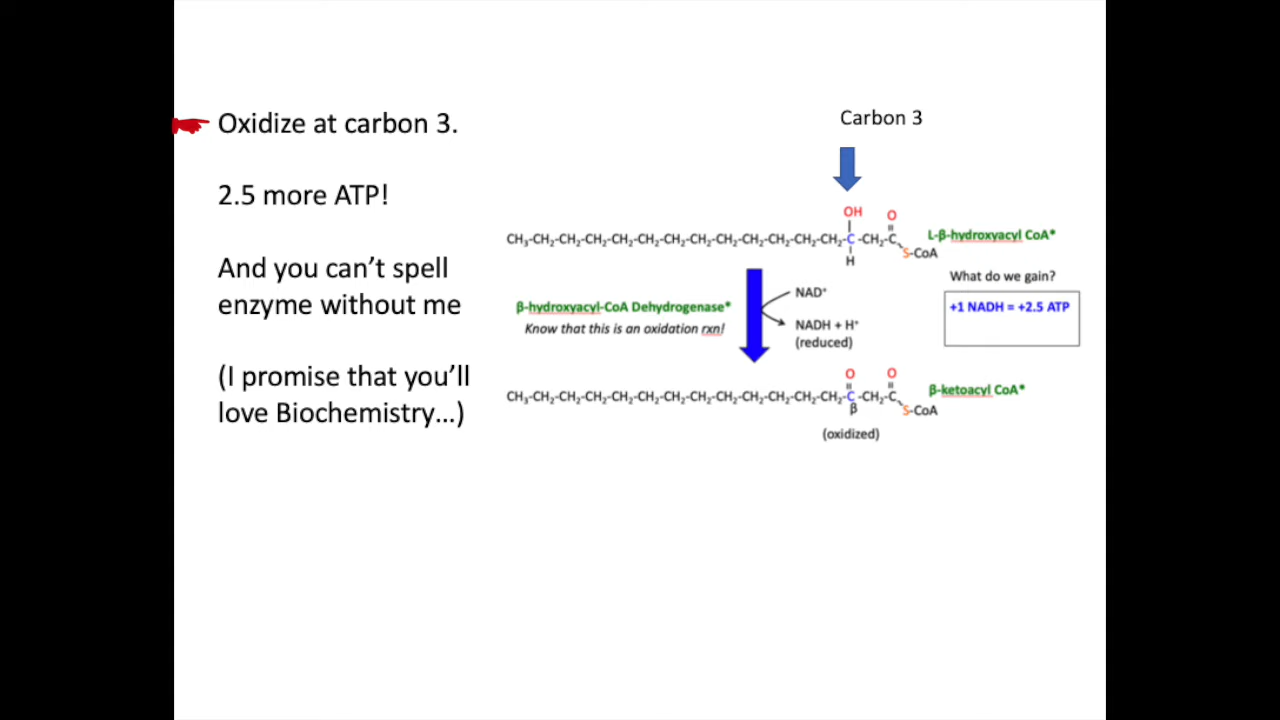 Oxidize at carbon 3.
2.5 more ATP!
And you can't spell
enzyme without me
(I promise that you'll
love Biochemistry...)
Carbon 3
OH O
CH₃-CH₂-CH₂-CH₂-CH₂-CH₂-CH₂-CH₂-CH₂-CH₂-CH₂-CH₂-CH₂-C-CH₂-C
S-CoA
H
L-β-hydroxyacyl CoA*
What do we gain?
+1 NADH = +2.5 ATP
β-hydroxyacyl-CoA Dehydrogenase*
Know that this is an oxidation rxn!
NAD⁺
NADH + H⁺
(reduced)
O O
CH₃-CH₂-CH₂-CH₂-CH₂-CH₂-CH₂-CH₂-CH₂-CH₂-CH₂-CH₂-CH₂-C-CH₂-C
S-CoA
β
β-ketoacyl CoA*
(oxidized)